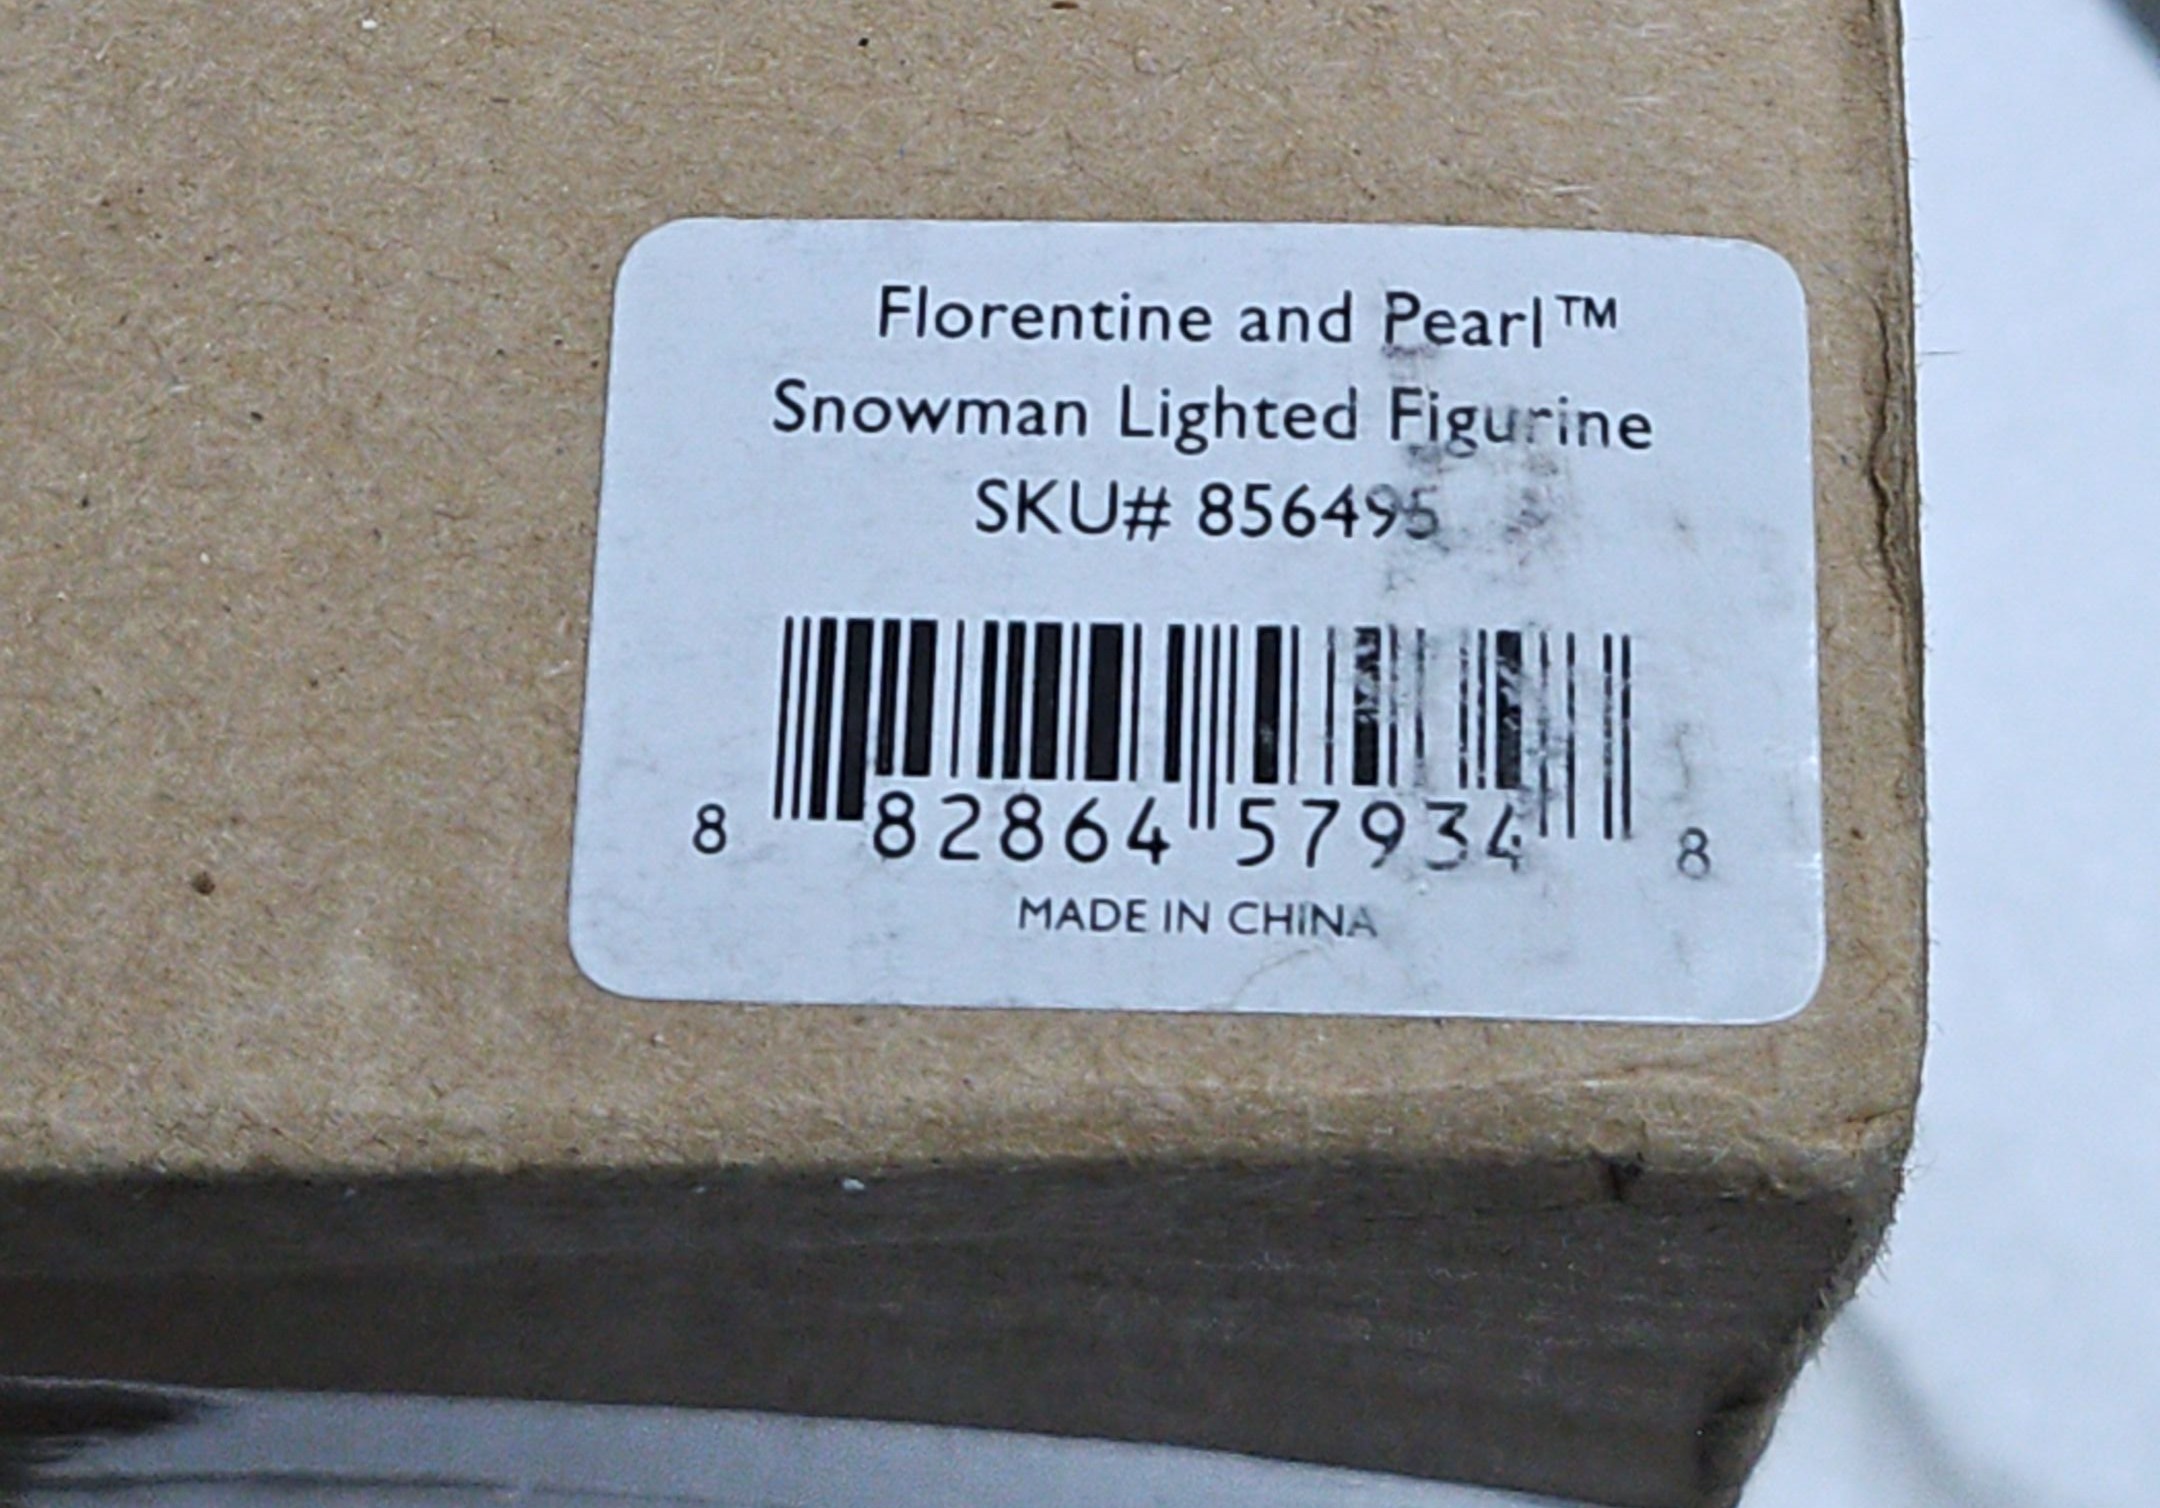 Florentine and Pearl™
Snowman Lighted Figurine
SKU# 856495
8 82864 57934 8
MADE IN CHINA